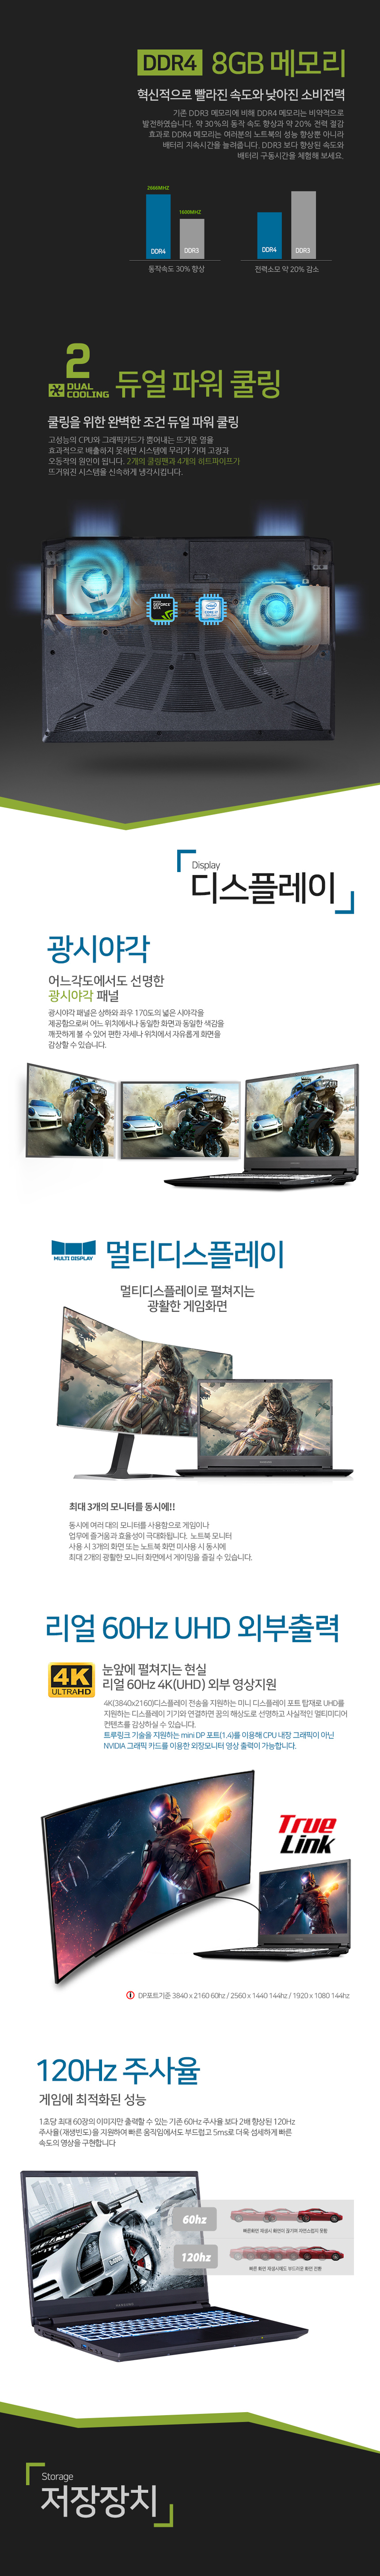 DDR4 8GB 메모리
혁신적으로 빨라진 속도와 낮아진 소비전력
기존 DDR3 메모리에 비해 DDR4 메모리는 비약적으로
발전하였습니다. 약 30%의 동작 속도 향상과 약 20% 전력 절감
효과로 DDR4 메모리는 여러분의 노트북의 성능 향상뿐 아니라
배터리 지속시간을 늘려줍니다. DDR3 보다 향상된 속도와
배터리 구동시간을 체험해 보세요.
2666MHZ
1600MHZ
DDR4
DDR3
DDR4
DDR3
동작속도 30% 향상
전력소모 약 20% 감소
2
DUAL
COOLING
듀얼 파워 쿨링
쿨링을 위한 완벽한 조건 듀얼 파워 쿨링
고성능의 CPU와 그래픽카드가 뿜어내는 뜨거운 열을
효과적으로 배출하지 못하면 시스템에 무리가 가며 고장과
오동작의 원인이 됩니다. 2개의 쿨링팬과 4개의 히트파이프가
뜨거워진 시스템을 신속하게 냉각시킵니다.
Display
디스플레이
광시야각
어느각도에서도 선명한
광시야각 패널
광시야각 패널은 상하와 좌우 170도의 넓은 시야각을
제공함으로써 어느 위치에서나 동일한 화면과 동일한 색감을
깨끗하게 볼 수 있어 편한 자세나 위치에서 자유롭게 화면을
감상할 수 있습니다.
MULTI DISPLAY
멀티디스플레이
멀티디스플레이로 펼쳐지는
광활한 게임화면
최대 3개의 모니터를 동시에!!
동시에 여러 대의 모니터를 사용함으로 게임이나
업무에 즐거움과 효율성이 극대화됩니다. 노트북 모니터
사용 시 3개의 화면 또는 노트북 화면 미사용 시 동시에
최대 2개의 광활한 모니터 화면에서 게이밍을 즐길 수 있습니다.
리얼 60Hz UHD 외부출력
4K
ULTRAHD
눈앞에 펼쳐지는 현실
리얼 60Hz 4K(UHD) 외부 영상지원
4K(3840x2160)디스플레이 전송을 지원하는 미니 디스플레이 포트 탑재로 UHD를
지원하는 디스플레이 기기와 연결하면 꿈의 해상도로 선명하고 사실적인 멀티미디어
컨텐츠를 감상하실 수 있습니다.
트루링크 기술을 지원하는 mini DP 포트(1.4)를 이용해 CPU 내장 그래픽이 아닌
NVIDIA 그래픽 카드를 이용한 외장모니터 영상 출력이 가능합니다.
True
Link
DP포트기준 3840 x 2160 60hz / 2560 x 1440 144hz / 1920 x 1080 144hz
120Hz 주사율
게임에 최적화된 성능
1초당 최대 60장의 이미지만 출력할 수 있는 기존 60Hz 주사율 보다 2배 향상된 120Hz
주사율(재생빈도)을 지원하여 빠른 움직임에서도 부드럽고 5ms로 더욱 섬세하게 빠른
속도의 영상을 구현합니다
60hz
빠른화면 재생시 화면이 끊기며 자연스럽지 못함
120hz
빠른 화면 재생시에도 부드러운 화면 전환
Storage
저장장치